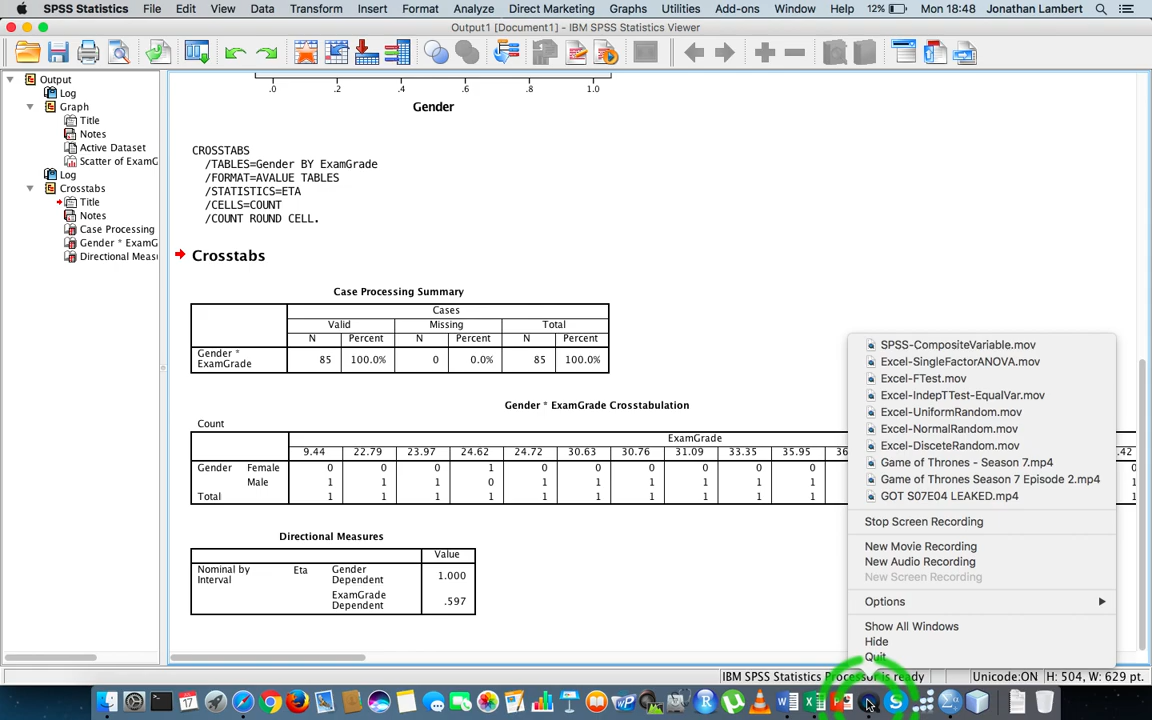 SPSS Statistics File Edit View Data Transform Insert Format Analyze Direct Marketing Graphs Utilities Add-ons Window Help 12% Mon 18:48 Jonathan Lambert
Output1 [Document1] - IBM SPSS Statistics Viewer
Output
Log
Graph
Title
Notes
Active Dataset
Scatter of ExamG
Log
Crosstabs
Title
Notes
Case Processing
Gender * ExamG
Directional Measu
.0 .2 .4 .6 .8 1.0
Gender
CROSSTABS
/TABLES=Gender BY ExamGrade
/FORMAT=AVALUE TABLES
/STATISTICS=ETA
/CELLS=COUNT
/COUNT ROUND CELL.
Crosstabs
Case Processing Summary
Cases
Valid Missing Total
N Percent N Percent N Percent
Gender * ExamGrade 85 100.0% 0 0.0% 85 100.0%
Gender * ExamGrade Crosstabulation
Count
ExamGrade
9.44 22.79 23.97 24.62 24.72 30.63 30.76 31.09 33.35 35.95 36 .42
Gender Female 0 0 0 1 0 0 0 0 0 0 0
Male 1 1 1 0 1 1 1 1 1 1 1
Total 1 1 1 1 1 1 1 1 1 1 1
Directional Measures
Value
Nominal by Interval Eta Gender Dependent 1.000
ExamGrade Dependent .597
SPSS-CompositeVariable.mov
Excel-SingleFactorANOVA.mov
Excel-FTest.mov
Excel-IndepTTest-EqualVar.mov
Excel-UniformRandom.mov
Excel-NormalRandom.mov
Excel-DisceteRandom.mov
Game of Thrones - Season 7.mp4
Game of Thrones Season 7 Episode 2.mp4
GOT S07E04 LEAKED.mp4
Stop Screen Recording
New Movie Recording
New Audio Recording
New Screen Recording
Options
Show All Windows
Hide
Quit
IBM SPSS Statistics Processor is ready Unicode:ON H: 504, W: 629 pt.
17